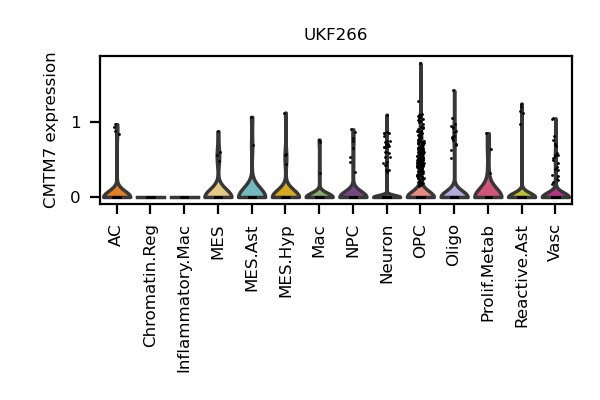 UKF266
CMTM7 expression
1
0
AC
Chromatin.Reg
Inflammatory.Mac
MES
MES.Ast
MES.Hyp
Mac
NPC
Neuron
OPC
Oligo
Prolif.Metab
Reactive.Ast
Vasc